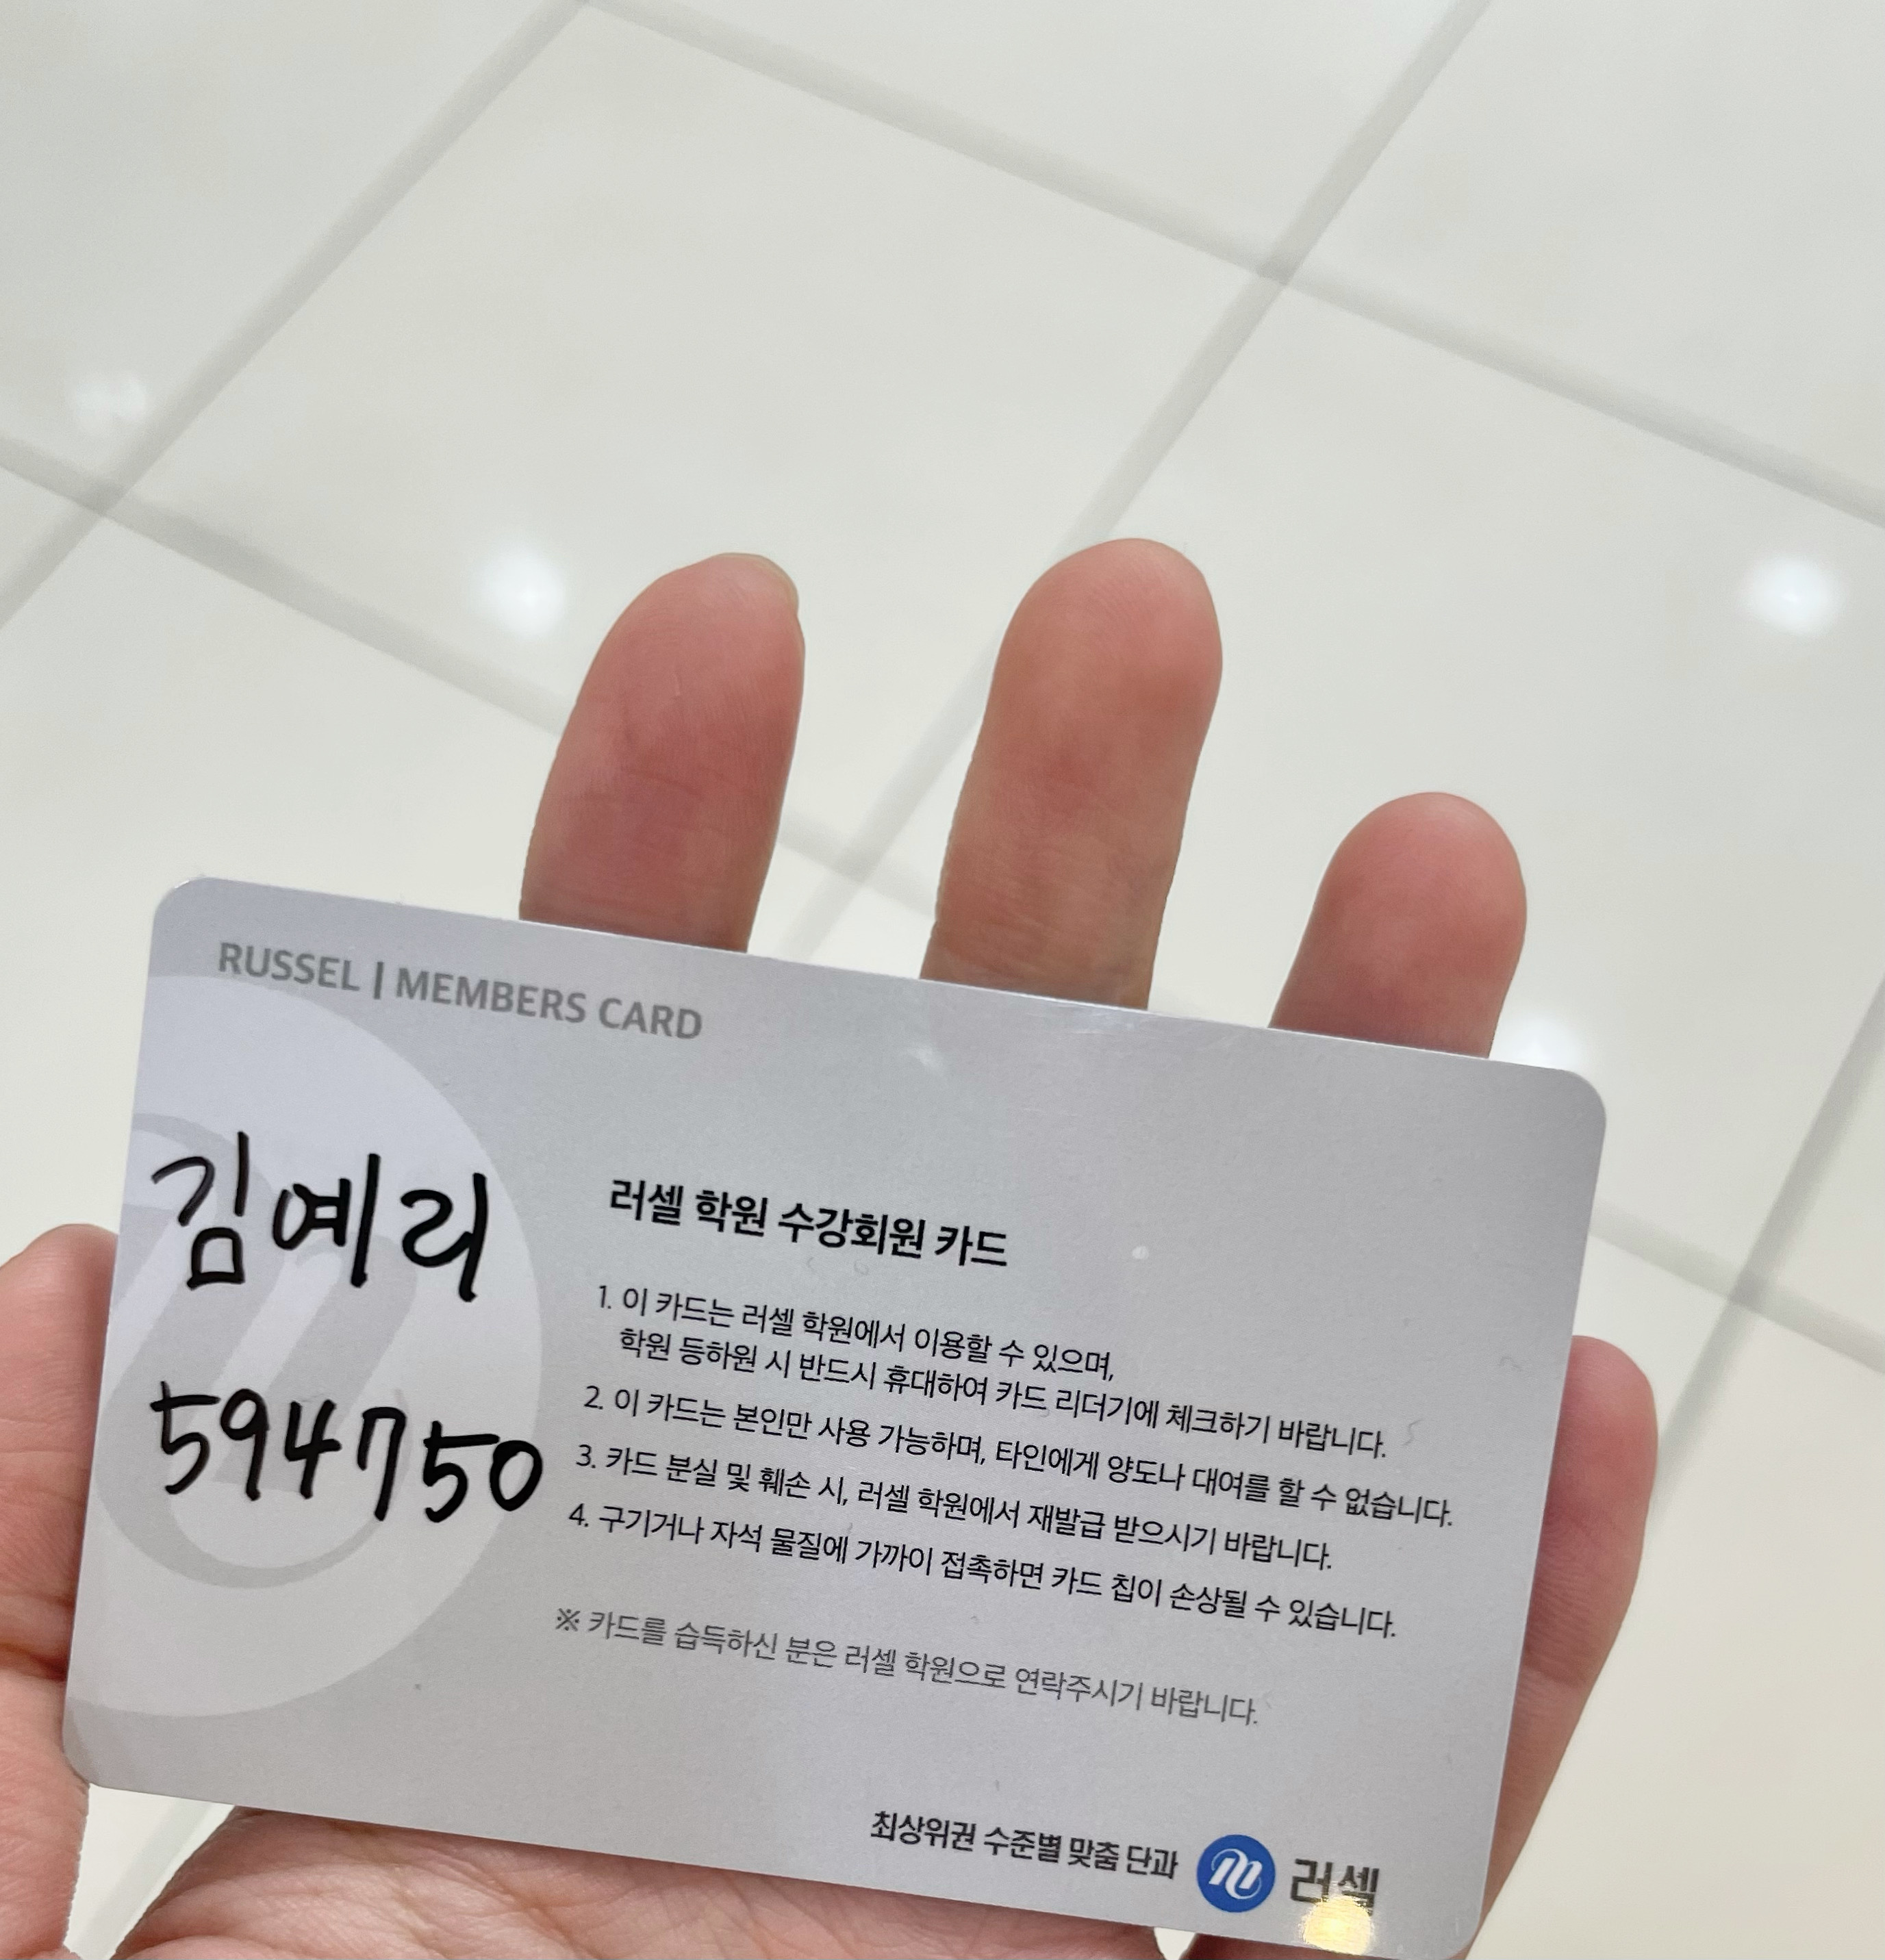 RUSSEL | MEMBERS CARD
김예리
594750
러셀 학원 수강회원 카드
1. 이 카드는 러셀 학원에서 이용할 수 있으며,
학원 등하원 시 반드시 휴대하여 카드 리더기에 체크하기 바랍니다.
2. 이 카드는 본인만 사용 가능하며, 타인에게 양도나 대여를 할 수 없습니다.
3. 카드 분실 및 훼손 시, 러셀 학원에서 재발급 받으시기 바랍니다.
4. 구기거나 자석 물질에 가까이 접촉하면 카드 칩이 손상될 수 있습니다.
※ 카드를 습득하신 분은 러셀 학원으로 연락주시기 바랍니다.
최상위권 수준별 맞춤 단과 러셀